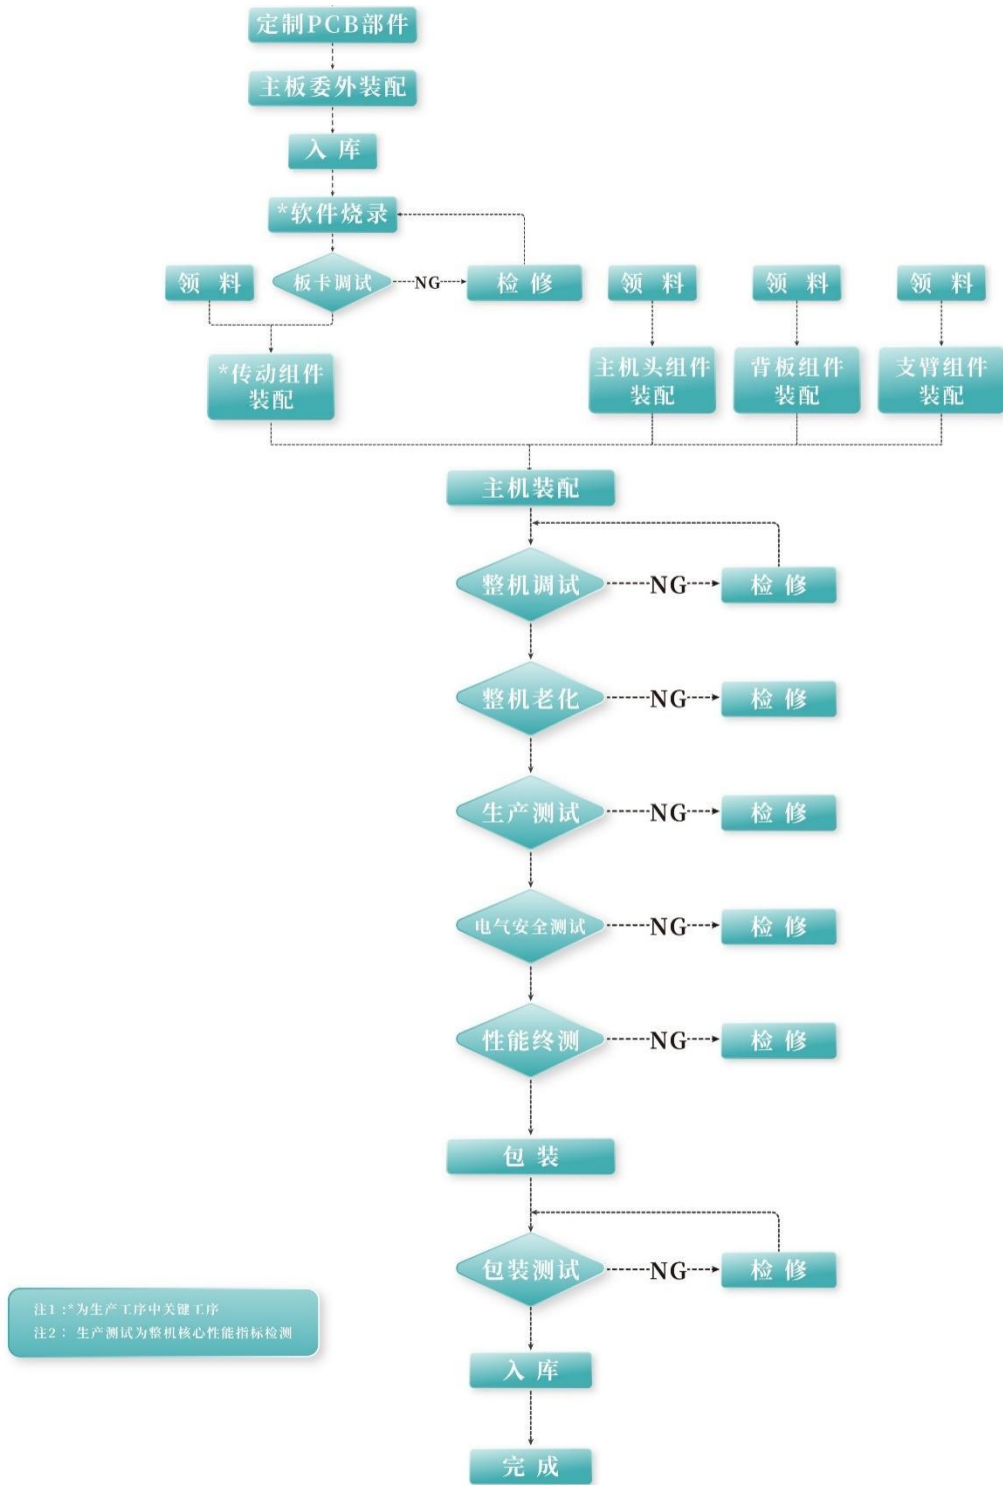 定制PCB部件
主板委外装配
入 库
*软件烧录
领 料
板卡调试
NG
检 修
领 料
领 料
领 料
*传动组件
装配
主机头组件
装配
背板组件
装配
支臂组件
装配
主机装配
整机调试
NG
检 修
整机老化
NG
检 修
生产测试
NG
检 修
电气安全测试
NG
检 修
性能终测
NG
检 修
包 装
包装测试
NG
检 修
注1 :*为生产工序中关键工序
注2： 生产测试为整机核心性能指标检测
入 库
完 成